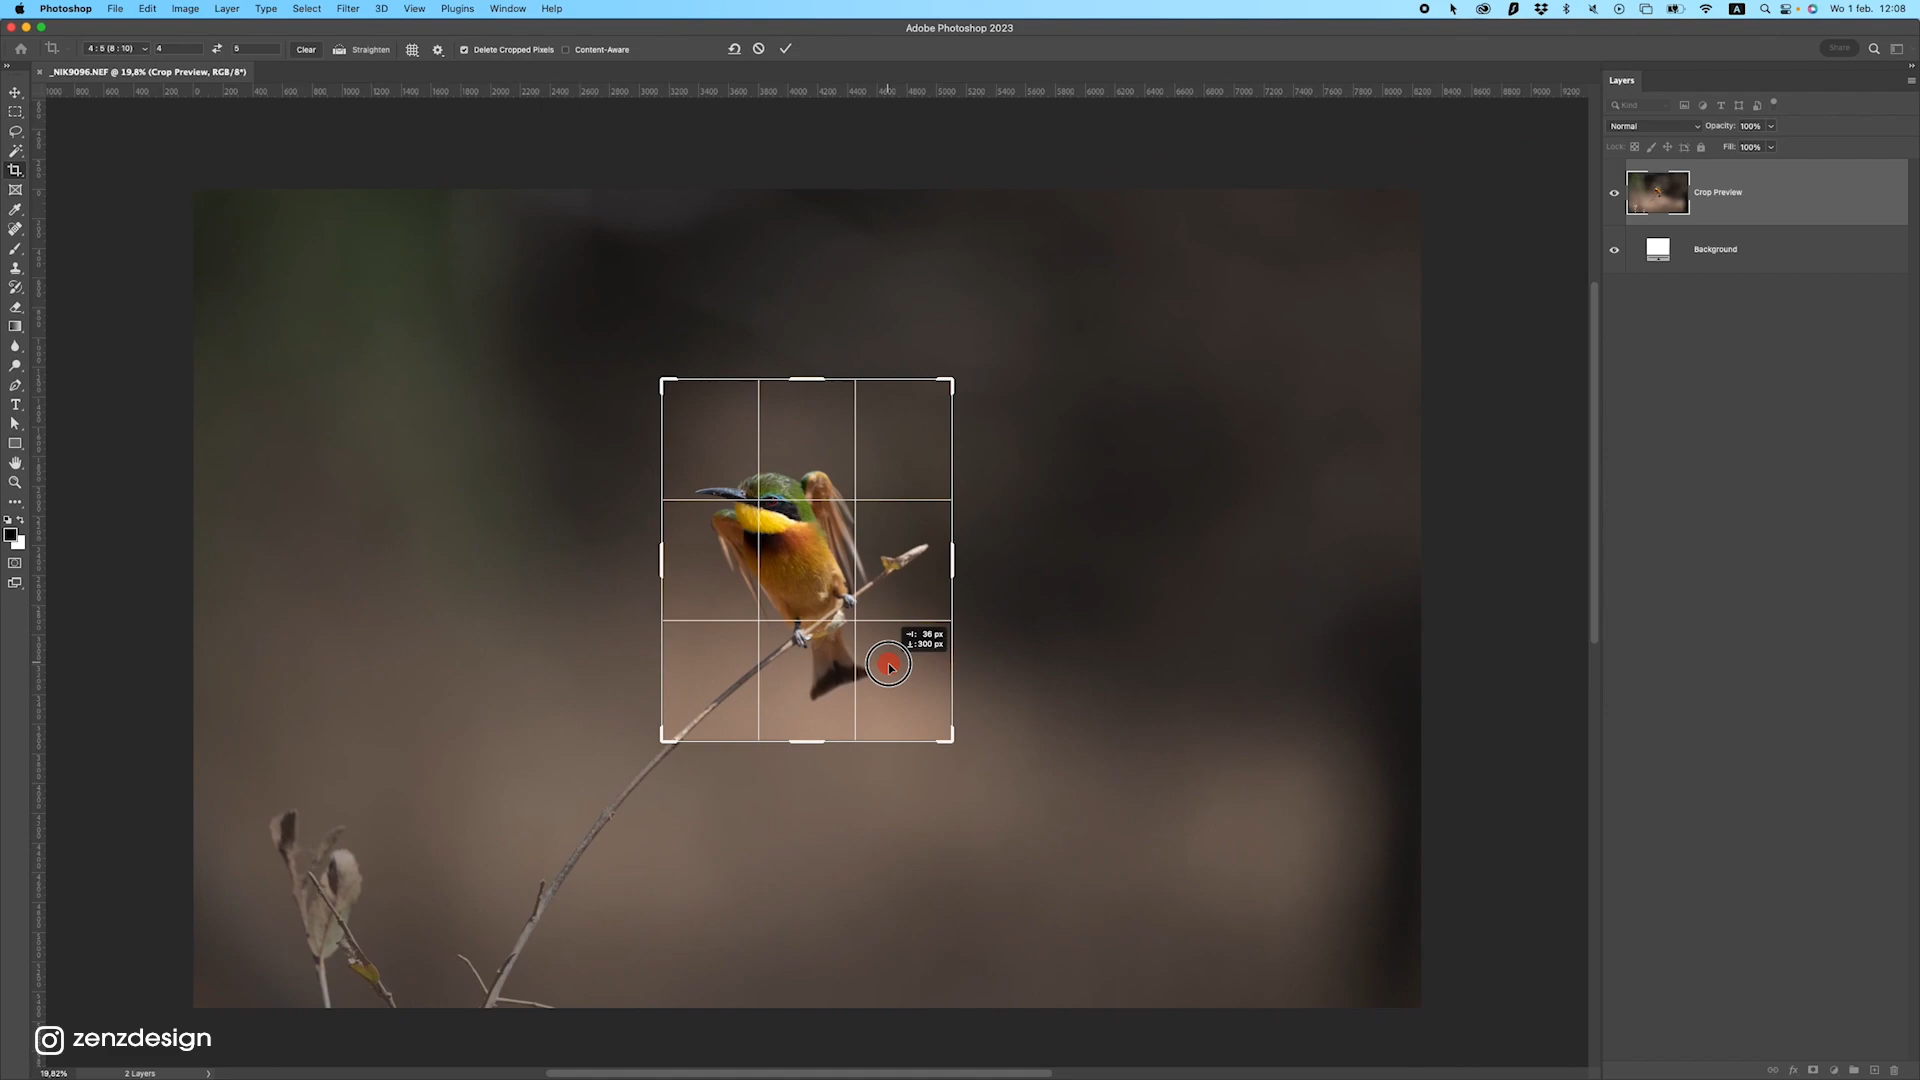 Photoshop File Edit Image Layer Type Select Filter 3D View Plugins Window Help
A
Wo 1 feb. 12:08
Adobe Photoshop 2023
4 : 5 (8 : 10) 4 5 Clear Straighten Delete Cropped Pixels Content-Aware Share
_NIK9096.NEF @ 19,8% (Crop Preview, RGB/8*)
1000 800 600 400 200 0 200 400 600 800 1000 1200 1400 1600 1800 2000 2200 2400 2600 2800 3000 3200 3400 3600 3800 4000 4200 4400 4600 4800 5000 5200 5400 5600 5800 6000 6200 6400 6600 6800 7000 7200 7400 7600 7800 8000 8200 8400 8600 8800 9000 9200
Layers
Kind
Normal Opacity: 100%
Lock: Fill: 100%
Crop Preview
Background
36 px
300 px
zenzdesign
19,82% 2 Layers